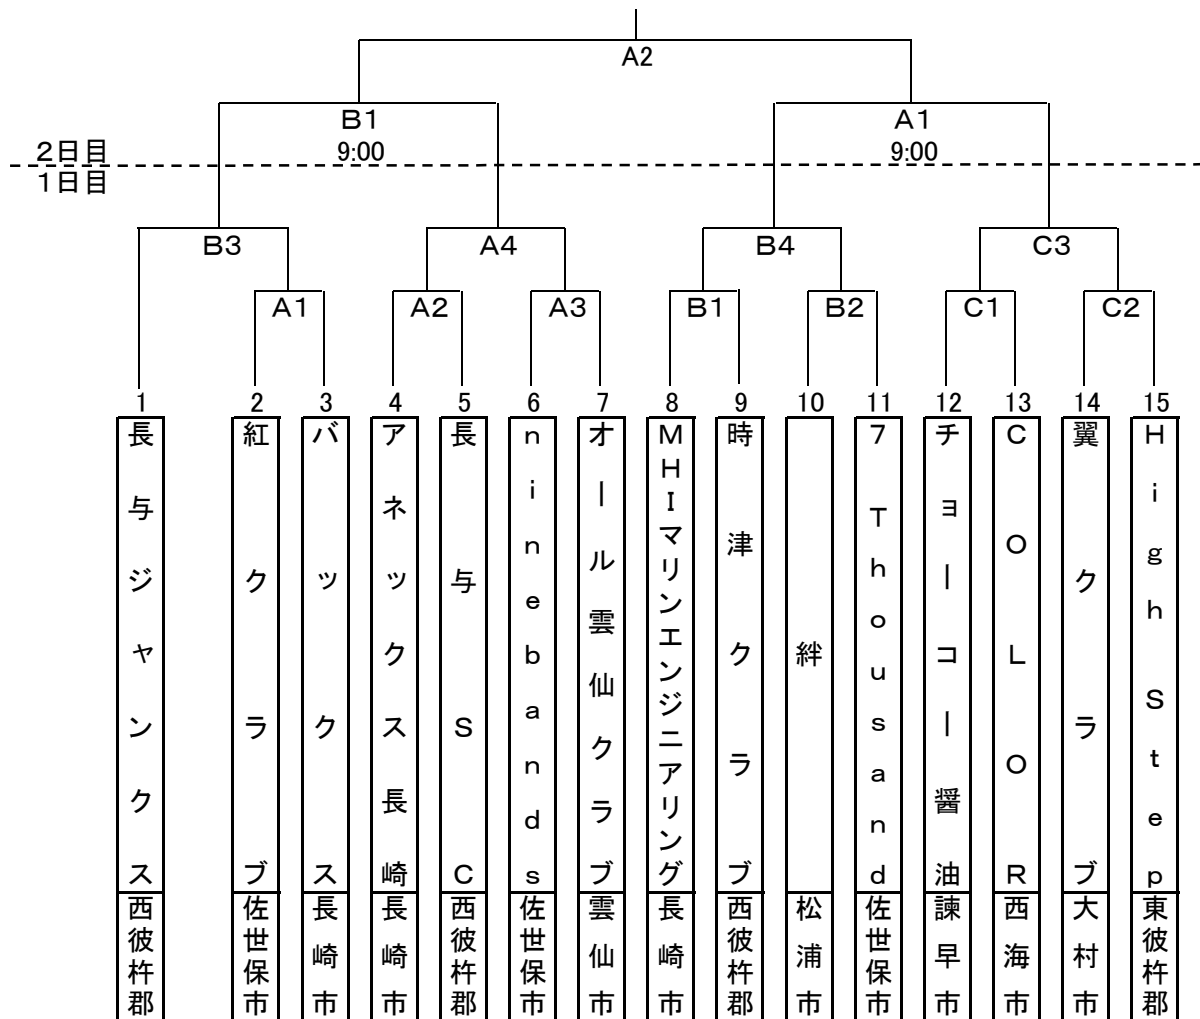 A2
B1
A1
9:00
9:00
2日目
1日目
B3
A4
B4
C3
A1
A2
A3
B1
B2
C1
C2
1
2
3
4
5
6
7
8
9
10
11
12
13
14
15
長与ジャンクス
紅クラブ
バックス
アネックス長崎
長与SC
ninebands
オール雲仙クラブ
MHIマリンエンジニアリング
時津クラブ
絆
7Thousand
チョーコー醤油
COLOR
翼クラブ
High Step
西彼杵郡
佐世保市
長崎市
長崎市
西彼杵郡
佐世保市
雲仙市
長崎市
西彼杵郡
松浦市
佐世保市
諫早市
西海市
大村市
東彼杵郡